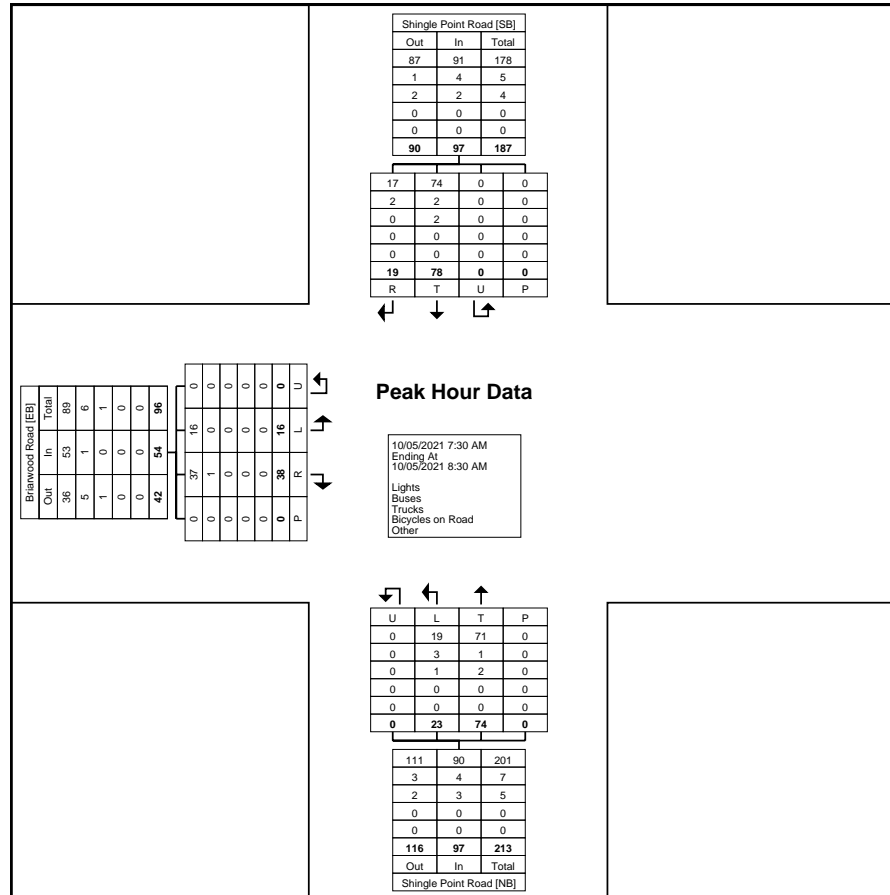 Shingle Point Road [SB]
Out In Total
87 91 178
1 4 5
2 2 4
0 0 0
0 0 0
90 97 187
17 74 0 0
2 2 0 0
0 2 0 0
0 0 0 0
0 0 0 0
19 78 0 0
R T U P
Briarwood Road [EB]
Out In Total
36 53 89
5 1 6
1 0 1
0 0 0
0 0 0
42 54 96
0 37 16 0
0 1 0 0
0 0 0 0
0 0 0 0
0 0 0 0
0 38 16 0
P R L U
Peak Hour Data
10/05/2021 7:30 AM
Ending At
10/05/2021 8:30 AM
Lights
Buses
Trucks
Bicycles on Road
Other
U L T P
0 19 71 0
0 3 1 0
0 1 2 0
0 0 0 0
0 0 0 0
0 23 74 0
111 90 201
3 4 7
2 3 5
0 0 0
0 0 0
116 97 213
Out In Total
Shingle Point Road [NB]